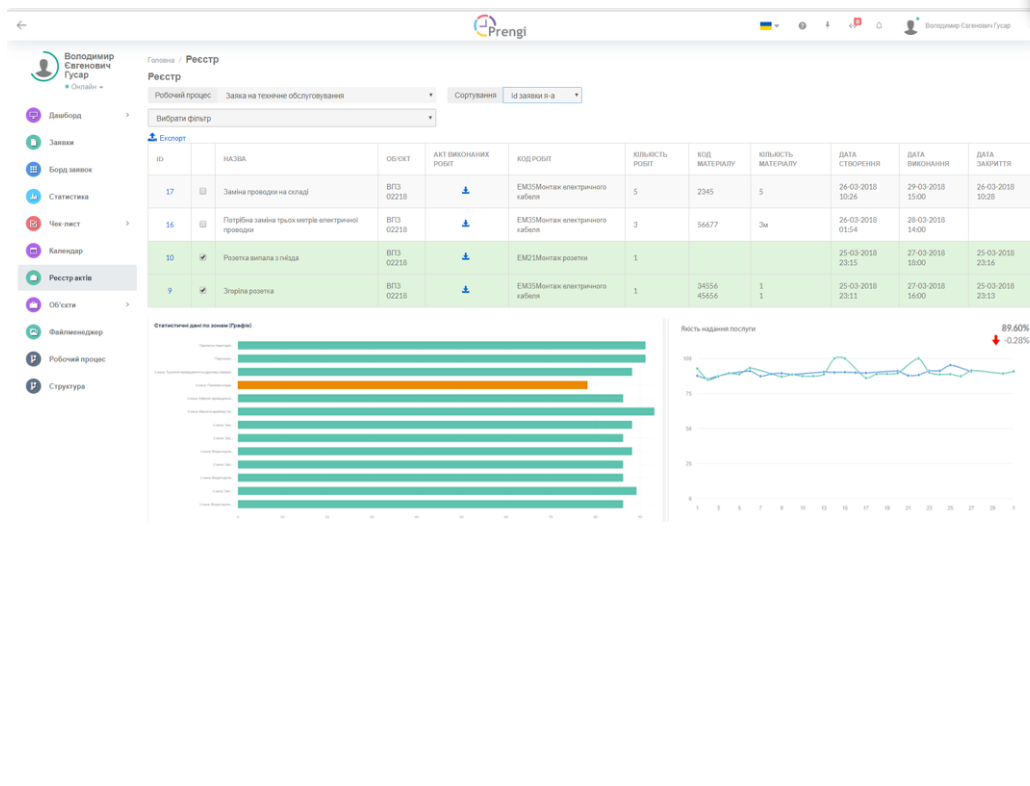 Prengi
Володимир Євгенович Гусар
Володимир
Євгенович
Гусар
Онлайн
Дашборд
Заявки
Борд заявок
Статистика
Чек-лист
Календар
Реєстр актів
Об'єкти
Файлменеджер
Робочий процес
Структура
Головна / Реєстр
Реєстр
Робочий процес Заявка на технічне обслуговування Сортування id заявки я-а
Вибрати фільтр
Експорт
ID НАЗВА ОБ'ЄКТ АКТ ВИКОНАНИХ РОБІТ КОД РОБІТ КІЛЬКІСТЬ РОБІТ КОД МАТЕРІАЛУ КІЛЬКІСТЬ МАТЕРІАЛУ ДАТА СТВОРЕННЯ ДАТА ВИКОНАННЯ ДАТА ЗАКРИТТЯ
17 Заміна проводки на складі ВПЗ 02218 EM35Монтаж електричного кабеля 5 2345 5 26-03-2018 10:26 29-03-2018 15:00 26-03-2018 10:28
16 Потрібна заміна трьох метрів електричної проводки ВПЗ 02218 EM35Монтаж електричного кабеля 3 56677 3м 26-03-2018 01:54 28-03-2018 14:00
10 Розетка випала з гнізда ВПЗ 02218 EM21Монтаж розетки 1 25-03-2018 23:15 27-03-2018 18:00 25-03-2018 23:16
9 Згоріла розетка ВПЗ 02218 EM35Монтаж електричного кабеля 1 34556 45656 1 1 25-03-2018 23:11 27-03-2018 16:00 25-03-2018 23:13
Статистичні дані по зонам (Графік)
Якість надання послуги
89.60%
-0.28%
100
75
50
25
0
1 3 5 7 9 11 13 15 17 19 21 23 25 27 29 1